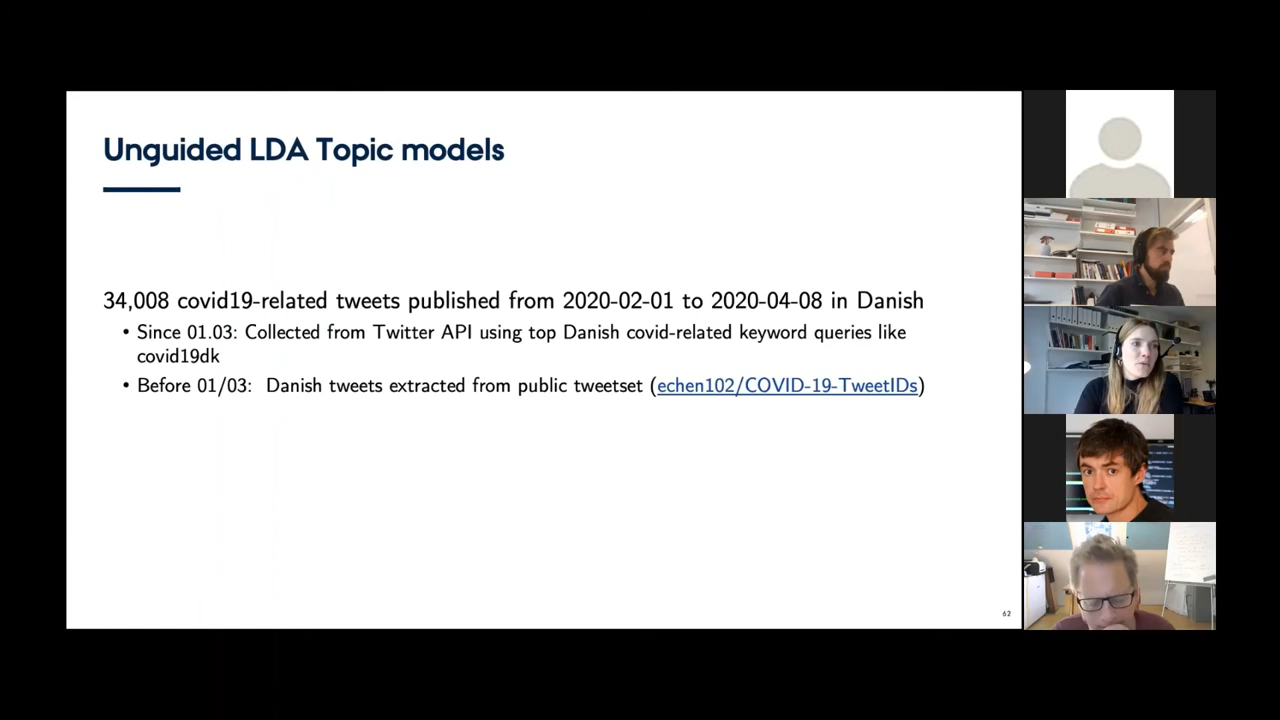 Unguided LDA Topic models
34,008 covid19-related tweets published from 2020-02-01 to 2020-04-08 in Danish
• Since 01.03: Collected from Twitter API using top Danish covid-related keyword queries like
covid19dk
• Before 01/03: Danish tweets extracted from public tweetset (echen102/COVID-19-TweetIDs)
62